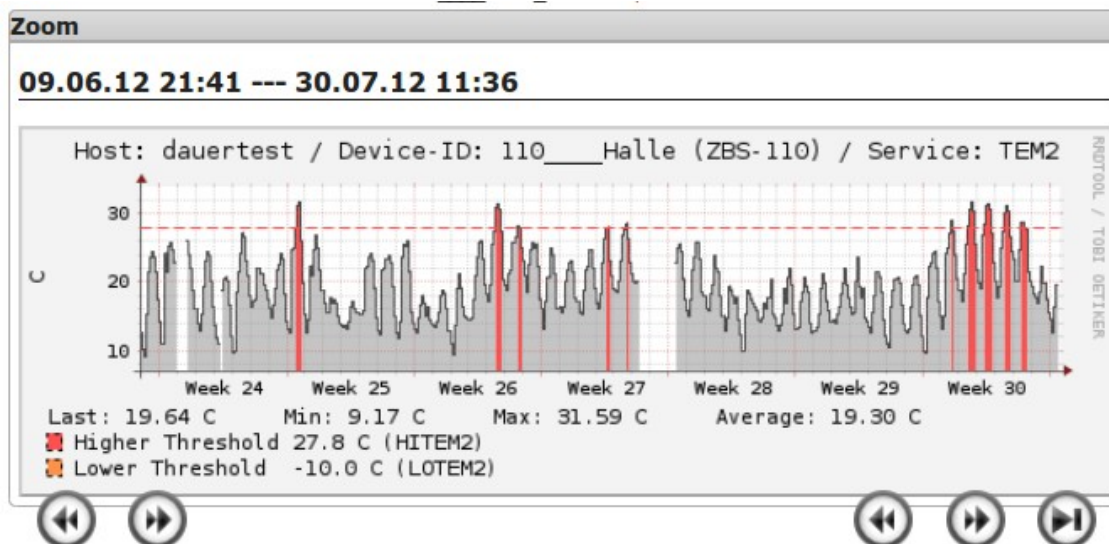 Zoom
09.06.12 21:41 --- 30.07.12 11:36
Host: dauertest / Device-ID: 110____Halle (ZBS-110) / Service: TEM2
RRDTOOL / TOBI OETIKER
30
20
10
C
Week 24 Week 25 Week 26 Week 27 Week 28 Week 29 Week 30
Last: 19.64 C Min: 9.17 C Max: 31.59 C Average: 19.30 C
Higher Threshold 27.8 C (HITEM2)
Lower Threshold -10.0 C (LOTEM2)